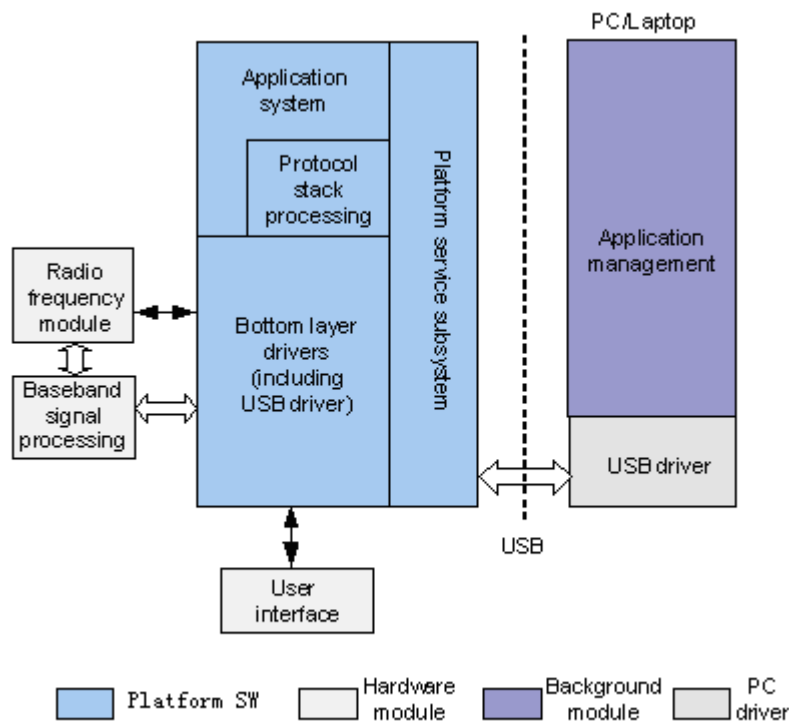 PC/Laptop
Application
system
Protocol
stack
processing
Platform service subsystem
Application
management
Radio
frequency
module
Bottom layer
drivers
(including
USB driver)
Baseband
signal
processing
USB driver
USB
User
interface
Platform SW
Hardware
module
Background
module
PC
driver